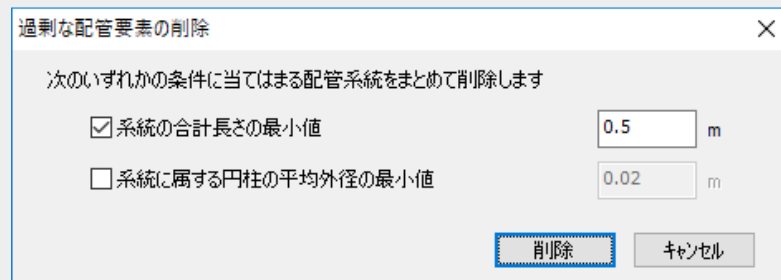 過剰な配管要素の削除
次のいずれかの条件に当てはまる配管系統をまとめて削除します
系統の合計長さの最小値 0.5 m
系統に属する円柱の平均外径の最小値 0.02 m
削除 キャンセル